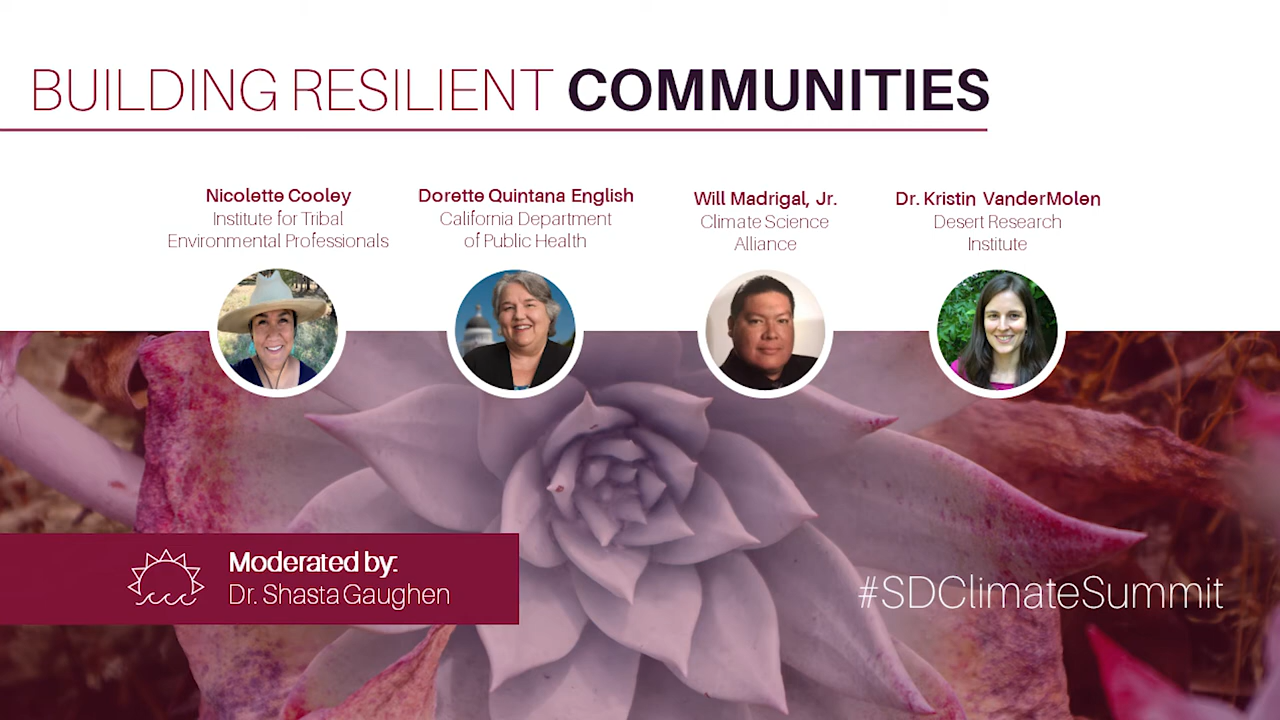 BUILDING RESILIENT COMMUNITIES
Nicolette Cooley
Institute for Tribal
Environmental Professionals
Dorette Quintana English
California Department
of Public Health
Will Madrigal, Jr.
Climate Science
Alliance
Dr. Kristin VanderMolen
Desert Research
Institute
Moderated by:
Dr. Shasta Gaughen
#SDClimateSummit